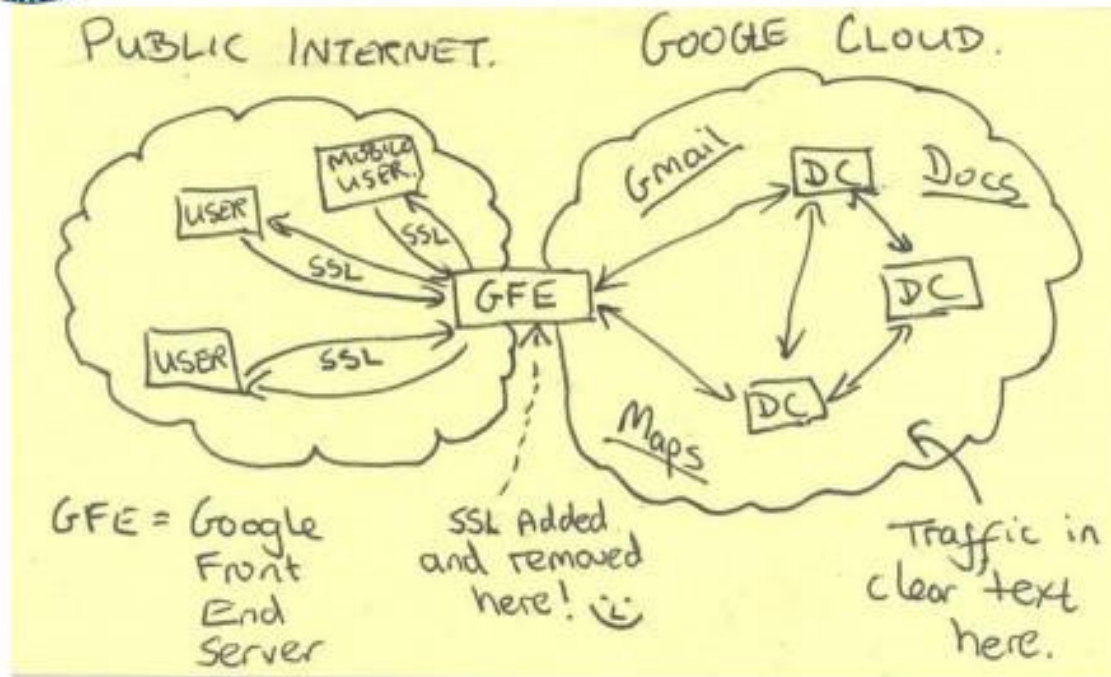 PUBLIC INTERNET.
GOOGLE CLOUD.
MOBILE
USER.
USER
SSL
SSL
GFE
USER
SSL
Gmail
DC
Docs
DC
DC
Maps
GFE = Google
Front
End
Server
SSL Added
and removed
here!
Traffic in
clear text
here.